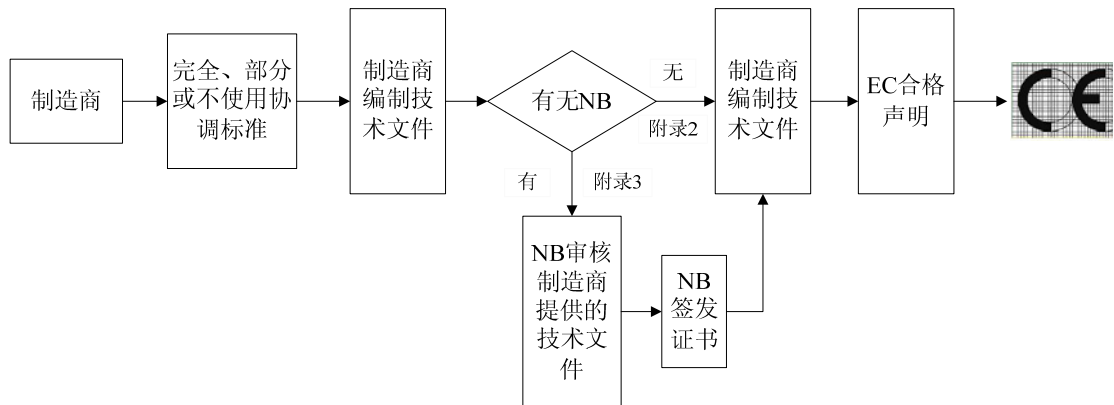 制造商
完全、部分
或不使用协
调标准
制造商
编制技
术文件
有无NB
无
附录2
有
附录3
制造商
编制技
术文件
EC合格
声明
CE
NB审核
制造商
提供的
技术文
件
NB
签发
证书